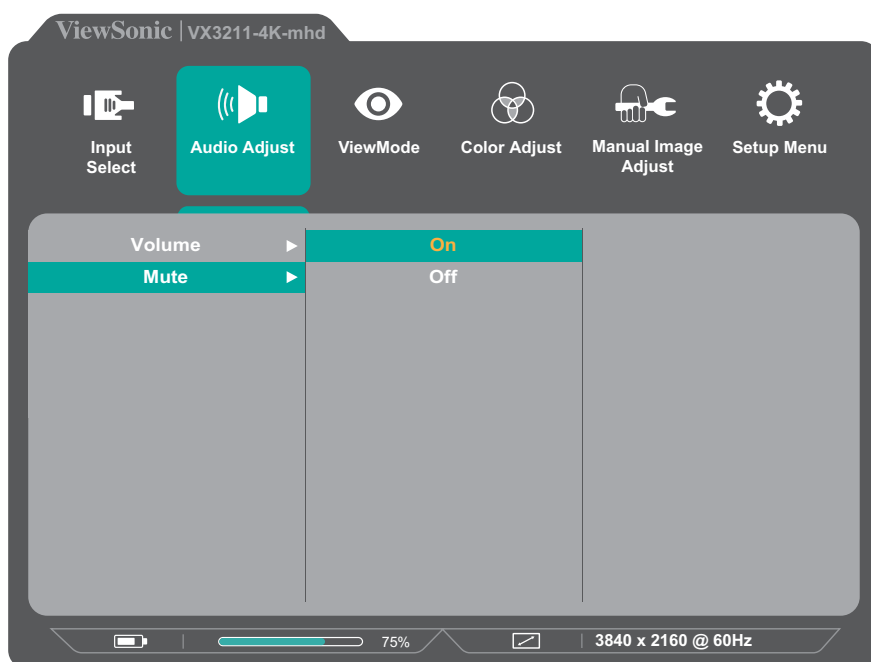 ViewSonic | VX3211-4K-mhd
Input
Select
Audio Adjust
ViewMode
Color Adjust
Manual Image
Adjust
Setup Menu
Volume
On
Mute
Off
75%
3840 x 2160 @ 60Hz